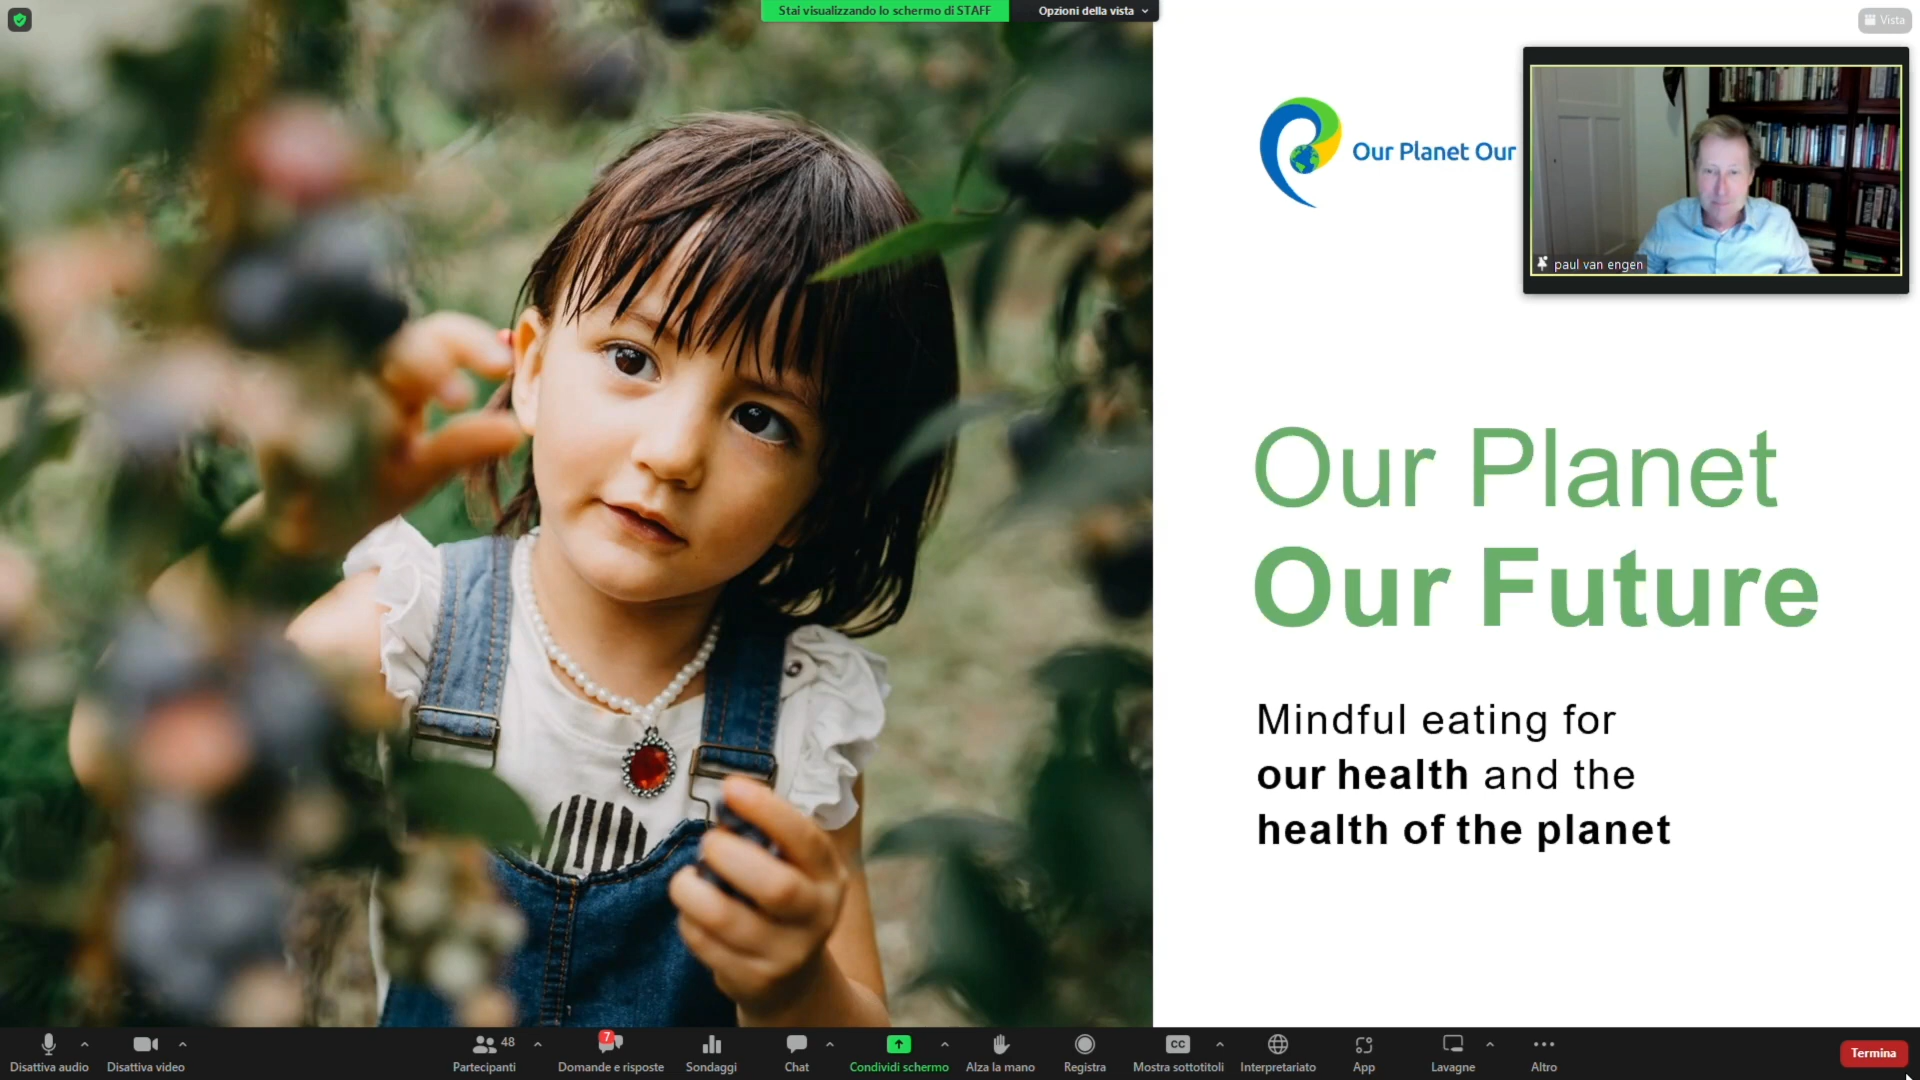 Stai visualizzando lo schermo di STAFF
Opzioni della vista
Vista
Our Planet Our
paul van engen
Our Planet
Our Future
Mindful eating for
our health and the
health of the planet
Disattiva audio
Disattiva video
48
Partecipanti
7
Domande e risposte
Sondaggi
Chat
Condividi schermo
Alza la mano
Registra
CC
Mostra sottotitoli
Interpretariato
App
Lavagne
Altro
Termina